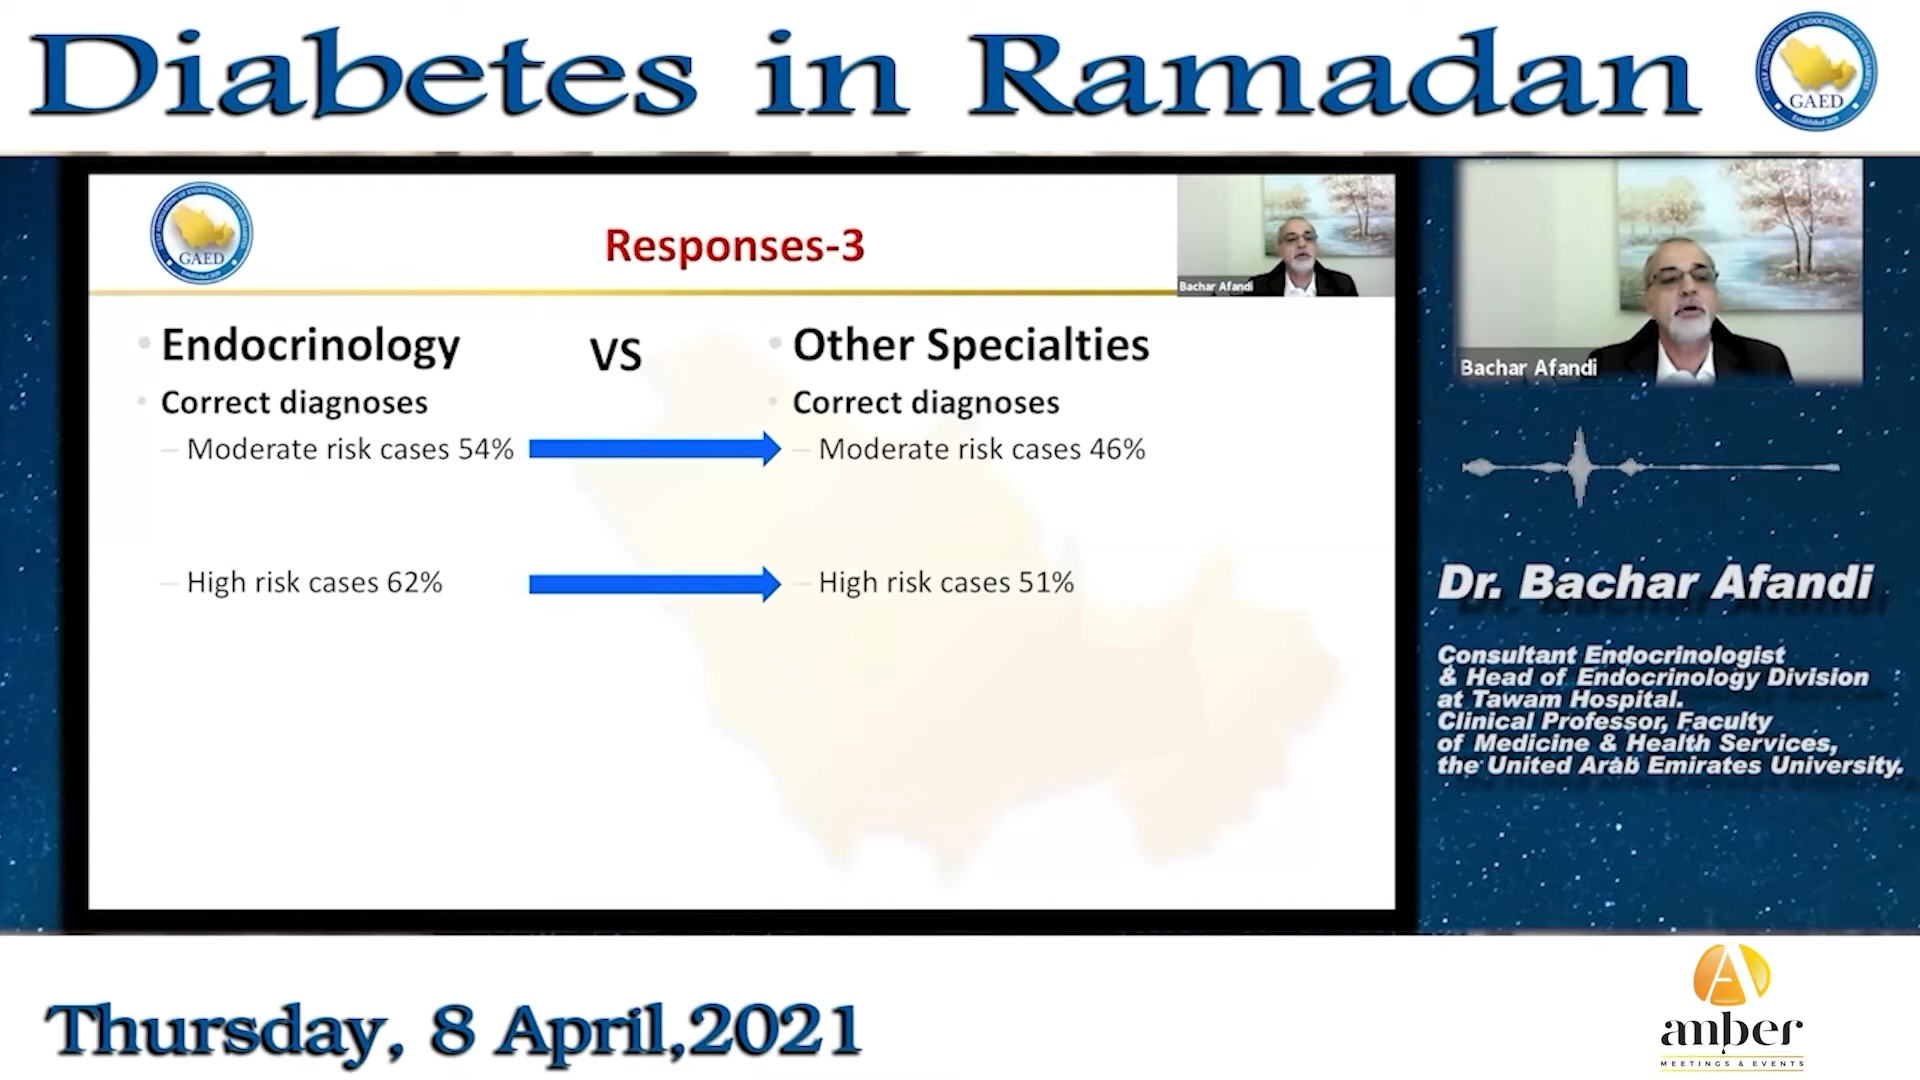 Diabetes in Ramadan
GAED
GAED
Responses-3
Bachar Afandi
Bachar Afandi
Endocrinology
VS
Other Specialties
Correct diagnoses
Correct diagnoses
Moderate risk cases 54%
Moderate risk cases 46%
High risk cases 62%
High risk cases 51%
Dr. Bachar Afandi
Consultant Endocrinologist
& Head of Endocrinology Division
at Tawam Hospital.
Clinical Professor, Faculty
of Medicine & Health Services,
the United Arab Emirates University.
Thursday, 8 April,2021
amber
MEETINGS & EVENTS